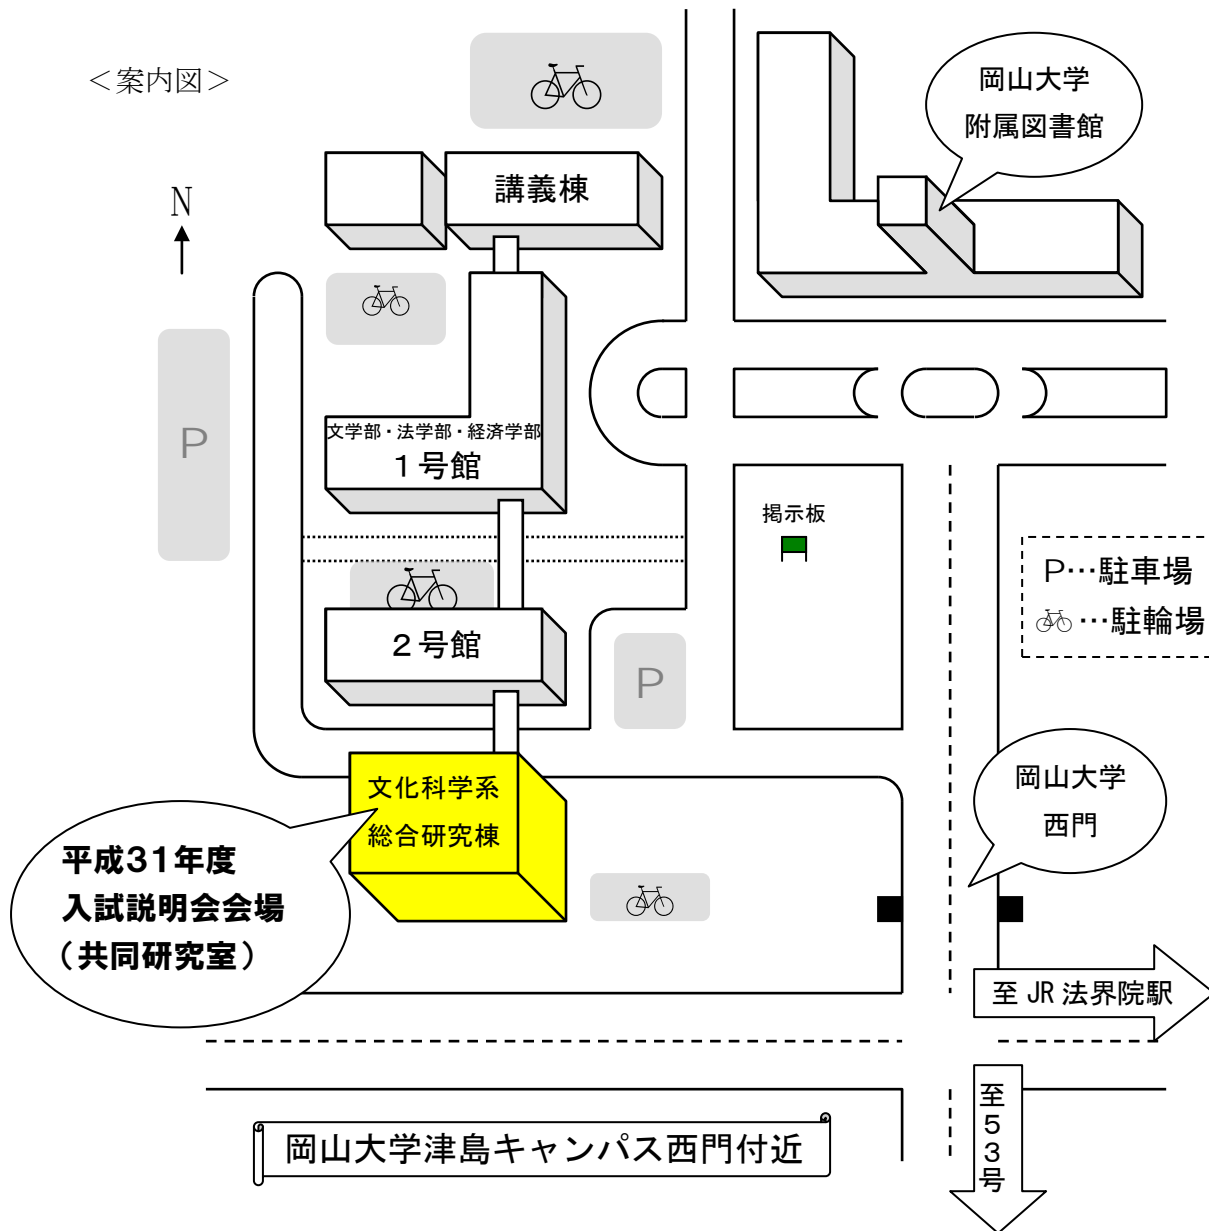 ＜案内図＞
岡山大学
附属図書館
講義棟
N
P
文学部・法学部・経済学部
１号館
掲示板
P…駐車場
…駐輪場
２号館
P
岡山大学
西門
文化科学系
総合研究棟
平成31年度
入試説明会会場
（共同研究室）
至 JR 法界院駅
至５３号
岡山大学津島キャンパス西門付近